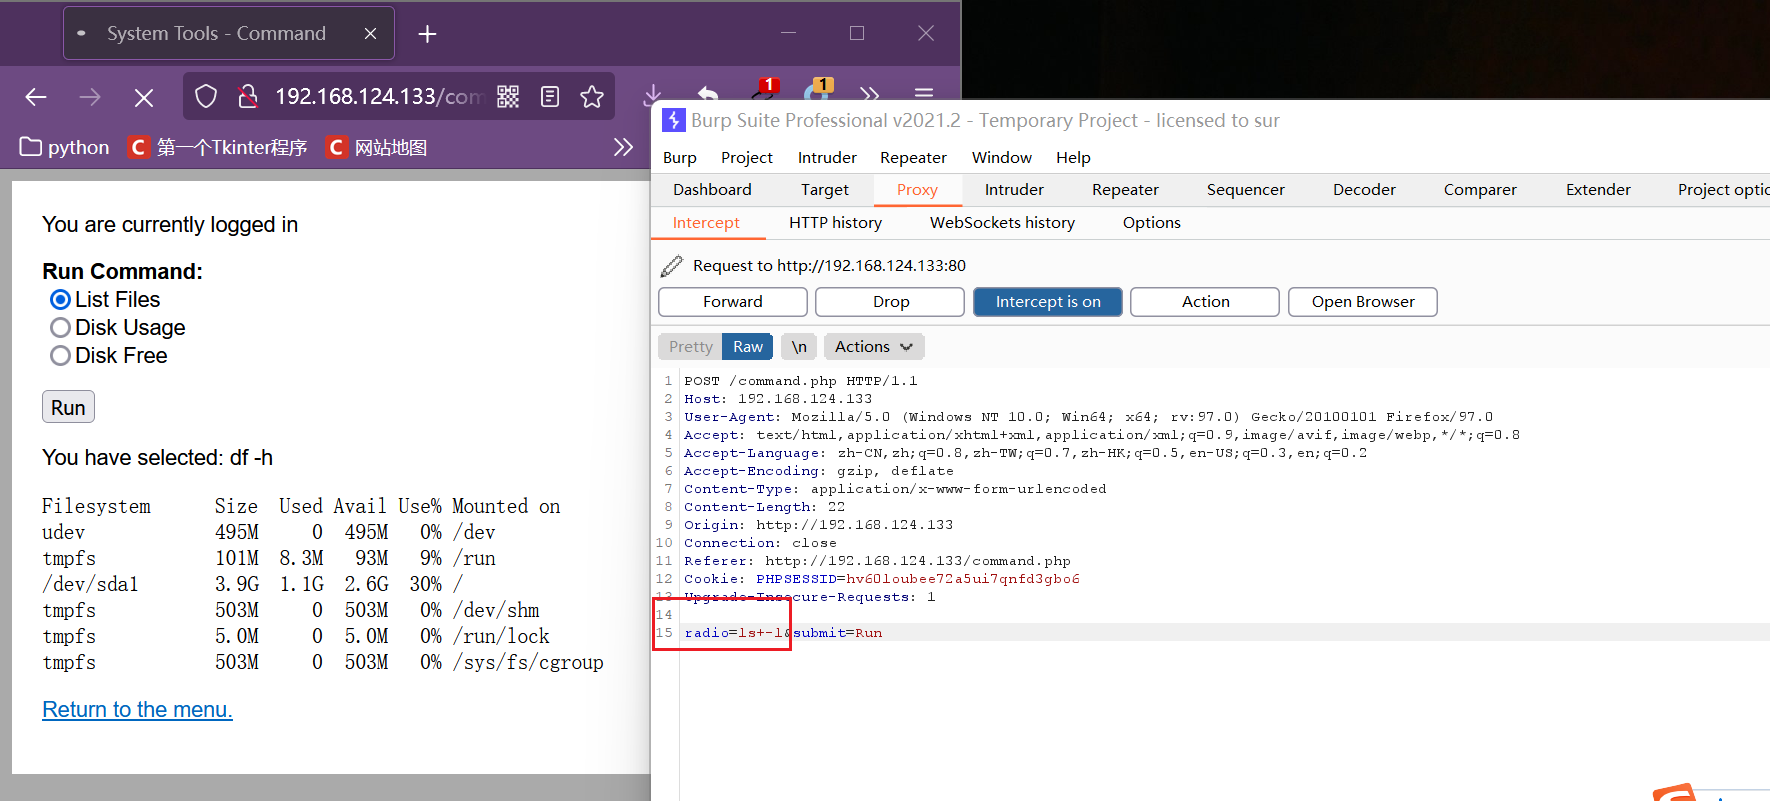 System Tools - Command
192.168.124.133/com
1
1
python
C 第一个Tkinter程序
C 网站地图
You are currently logged in
Run Command:
List Files
Disk Usage
Disk Free
Run
You have selected: df -h
Filesystem Size Used Avail Use% Mounted on
udev 495M 0 495M 0% /dev
tmpfs 101M 8.3M 93M 9% /run
/dev/sda1 3.9G 1.1G 2.6G 30% /
tmpfs 503M 0 503M 0% /dev/shm
tmpfs 5.0M 0 5.0M 0% /run/lock
tmpfs 503M 0 503M 0% /sys/fs/cgroup
Return to the menu.
Burp Suite Professional v2021.2 - Temporary Project - licensed to sur
Burp Project Intruder Repeater Window Help
Dashboard Target Proxy Intruder Repeater Sequencer Decoder Comparer Extender Project optio
Intercept HTTP history WebSockets history Options
Request to http://192.168.124.133:80
Forward Drop Intercept is on Action Open Browser
Pretty Raw \n Actions
1 POST /command.php HTTP/1.1
2 Host: 192.168.124.133
3 User-Agent: Mozilla/5.0 (Windows NT 10.0; Win64; x64; rv:97.0) Gecko/20100101 Firefox/97.0
4 Accept: text/html,application/xhtml+xml,application/xml;q=0.9,image/avif,image/webp,*/*;q=0.8
5 Accept-Language: zh-CN,zh;q=0.8,zh-TW;q=0.7,zh-HK;q=0.5,en-US;q=0.3,en;q=0.2
6 Accept-Encoding: gzip, deflate
7 Content-Type: application/x-www-form-urlencoded
8 Content-Length: 22
9 Origin: http://192.168.124.133
10 Connection: close
11 Referer: http://192.168.124.133/command.php
12 Cookie: PHPSESSID=hv60loubee72a5ui7qnfd3gbo6
13 Upgrade-Insecure-Requests: 1
14
15 radio=ls+-l&submit=Run